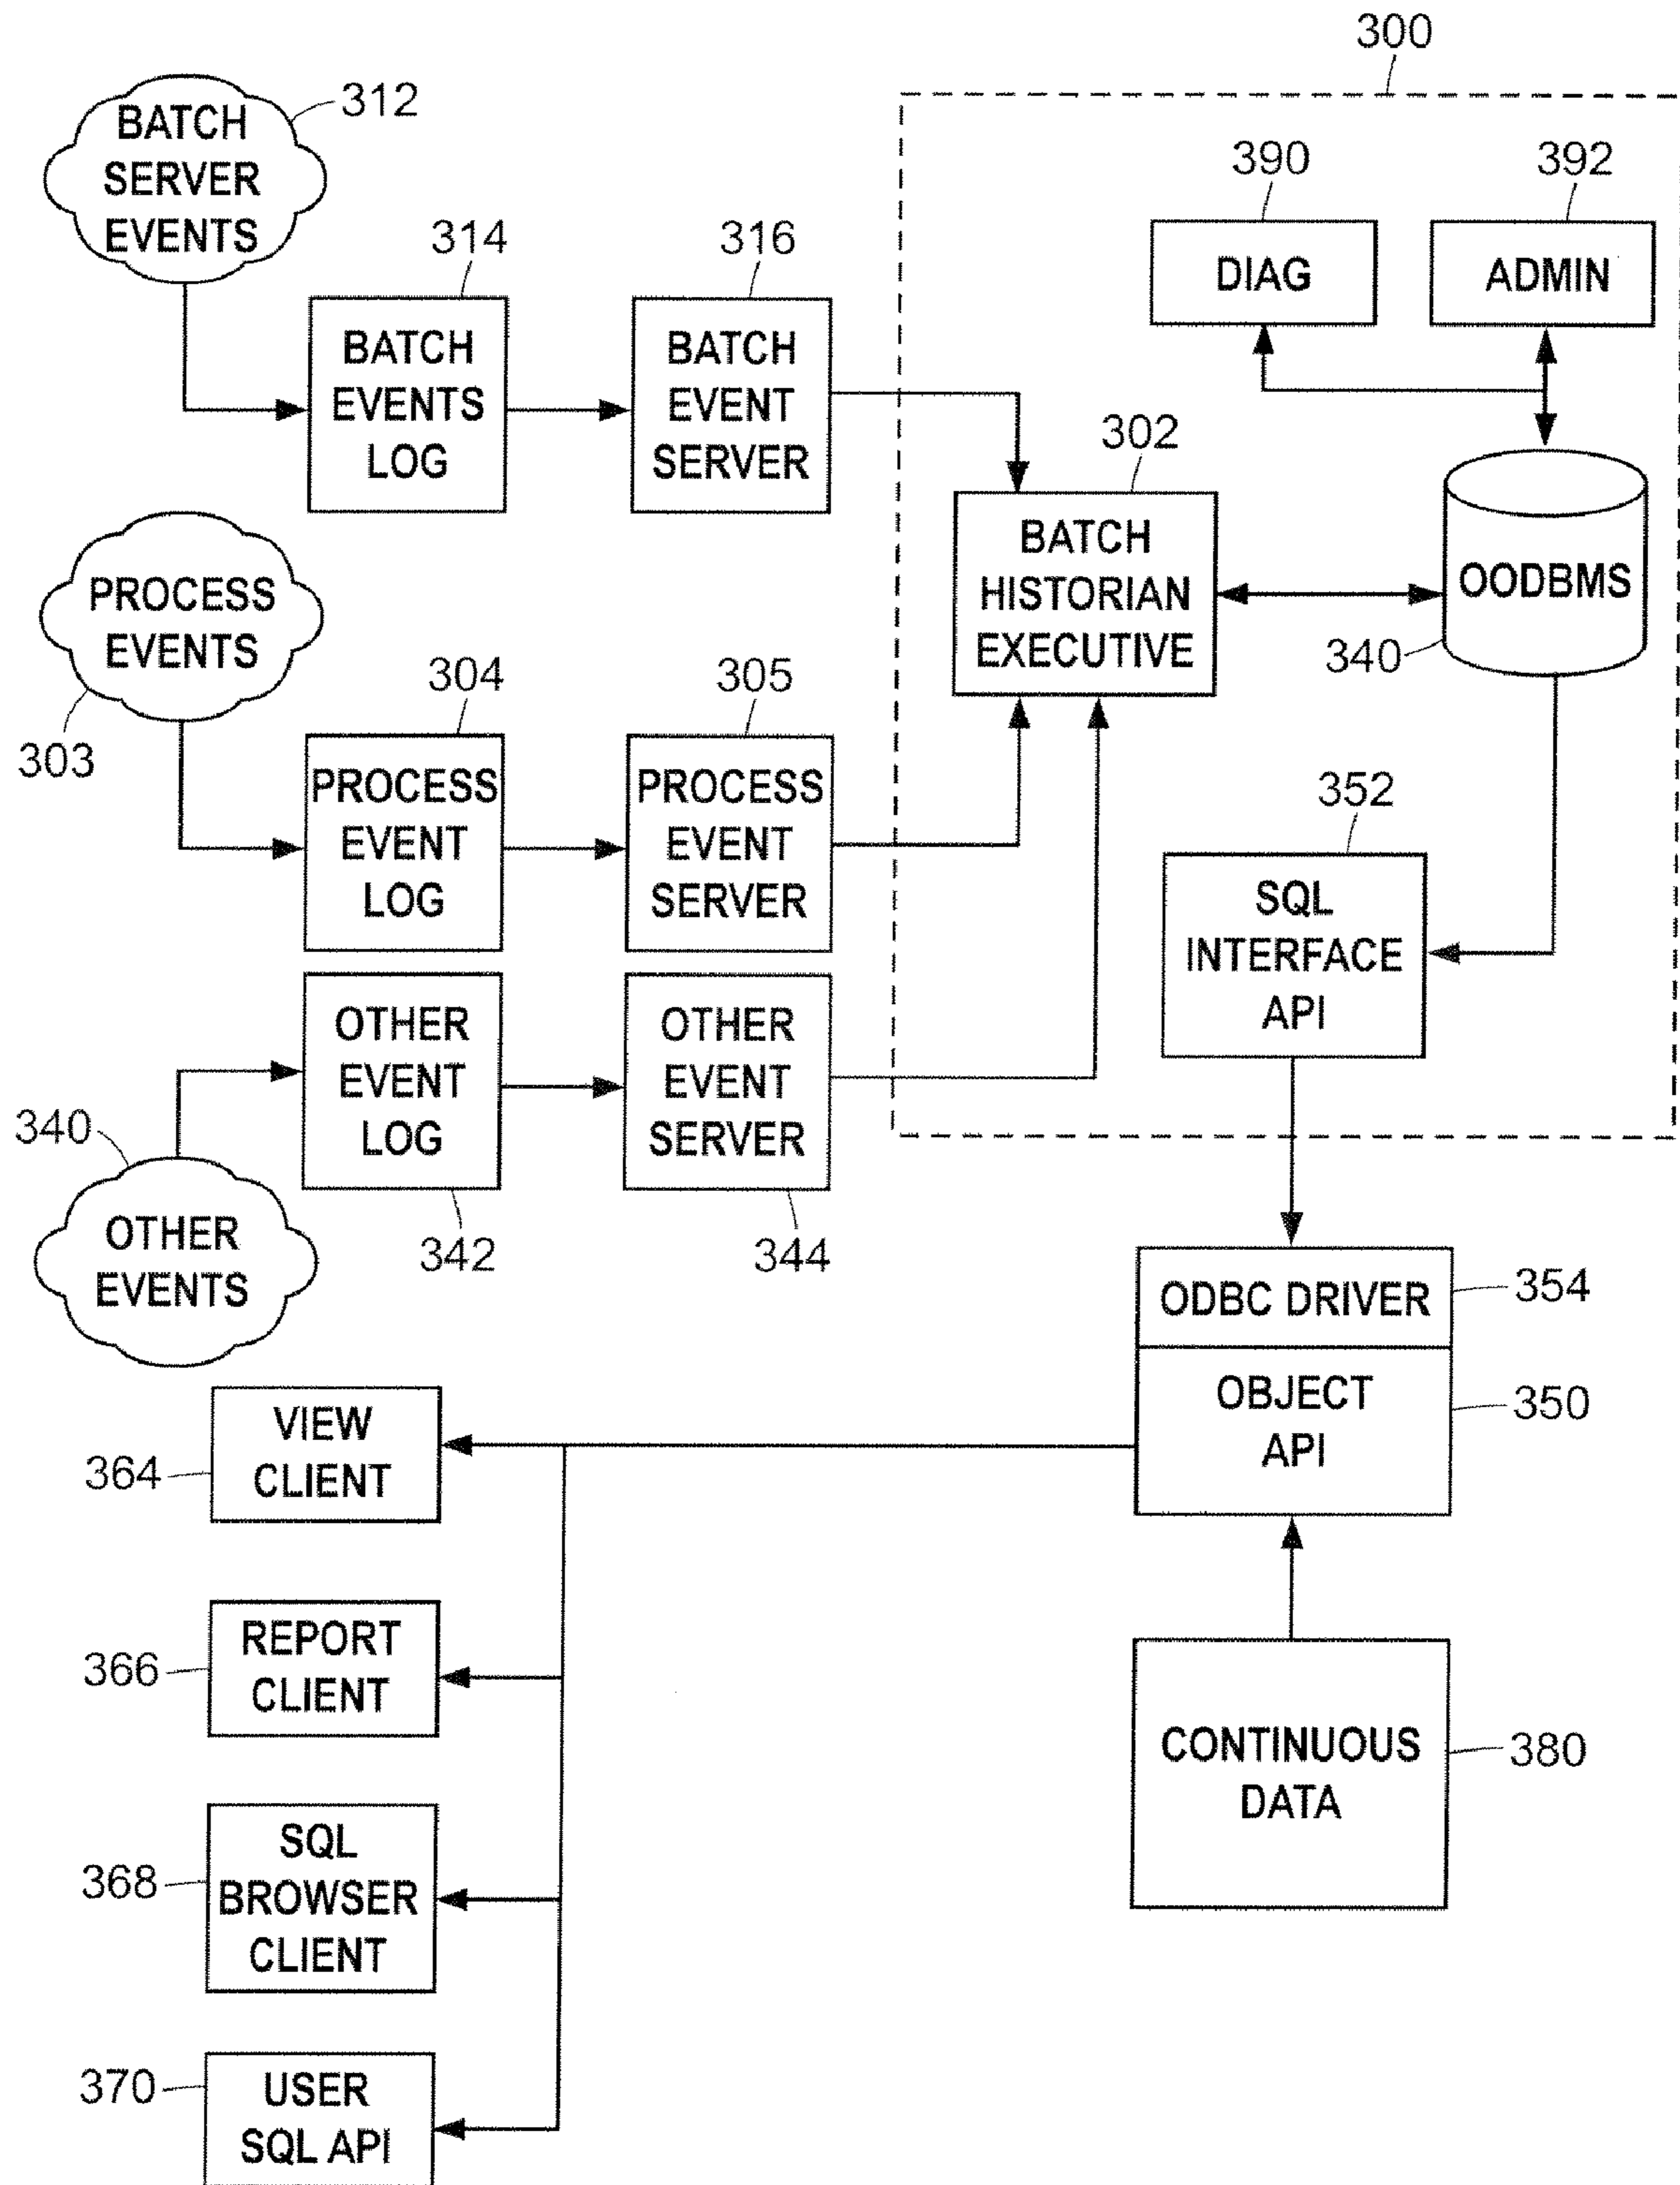 300
312
BATCH
SERVER
EVENTS
390
392
DIAG
ADMIN
314
316
BATCH
EVENTS
LOG
BATCH
EVENT
SERVER
302
BATCH
HISTORIAN
EXECUTIVE
OODBMS
340
PROCESS
EVENTS
303
304
305
PROCESS
EVENT
LOG
PROCESS
EVENT
SERVER
352
SQL
INTERFACE
API
OTHER
EVENT
LOG
OTHER
EVENT
SERVER
340
OTHER
EVENTS
342
344
ODBC DRIVER
354
OBJECT
API
350
VIEW
CLIENT
364
REPORT
CLIENT
366
CONTINUOUS
DATA
380
SQL
BROWSER
CLIENT
368
USER
SQL API
370